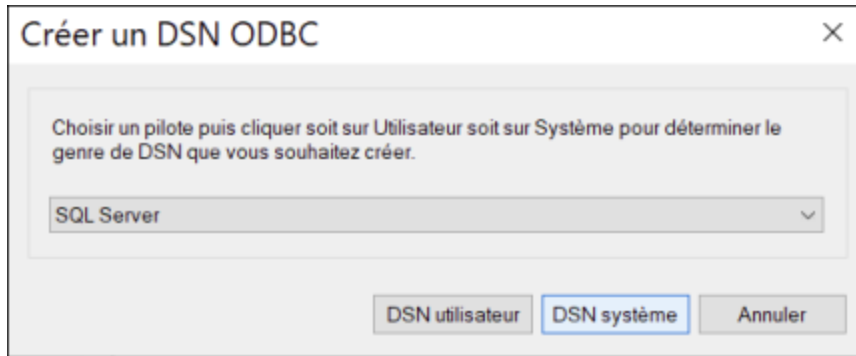 Créer un DSN ODBC
Choisir un pilote puis cliquer soit sur Utilisateur soit sur Système pour déterminer le
genre de DSN que vous souhaitez créer.
SQL Server
DSN utilisateur DSN système Annuler